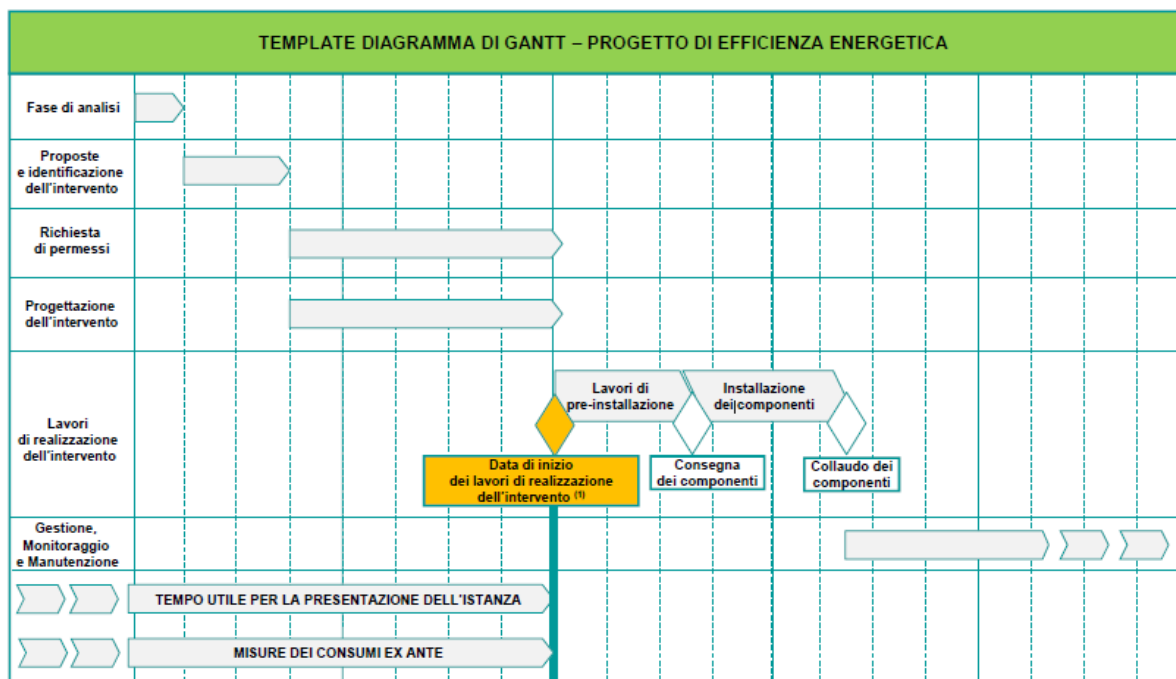 TEMPLATE DIAGRAMMA DI GANTT – PROGETTO DI EFFICIENZA ENERGETICA
Fase di analisi
Proposte
e identificazione
dell'intervento
Richiesta
di permessi
Progettazione
dell'intervento
Lavori
di realizzazione
dell'intervento
Lavori di
pre-installazione
Installazione
dei componenti
Data di inizio
dei lavori di realizzazione
dell'intervento (1)
Consegna
dei componenti
Collaudo dei
componenti
Gestione,
Monitoraggio
e Manutenzione
TEMPO UTILE PER LA PRESENTAZIONE DELL'ISTANZA
MISURE DEI CONSUMI EX ANTE